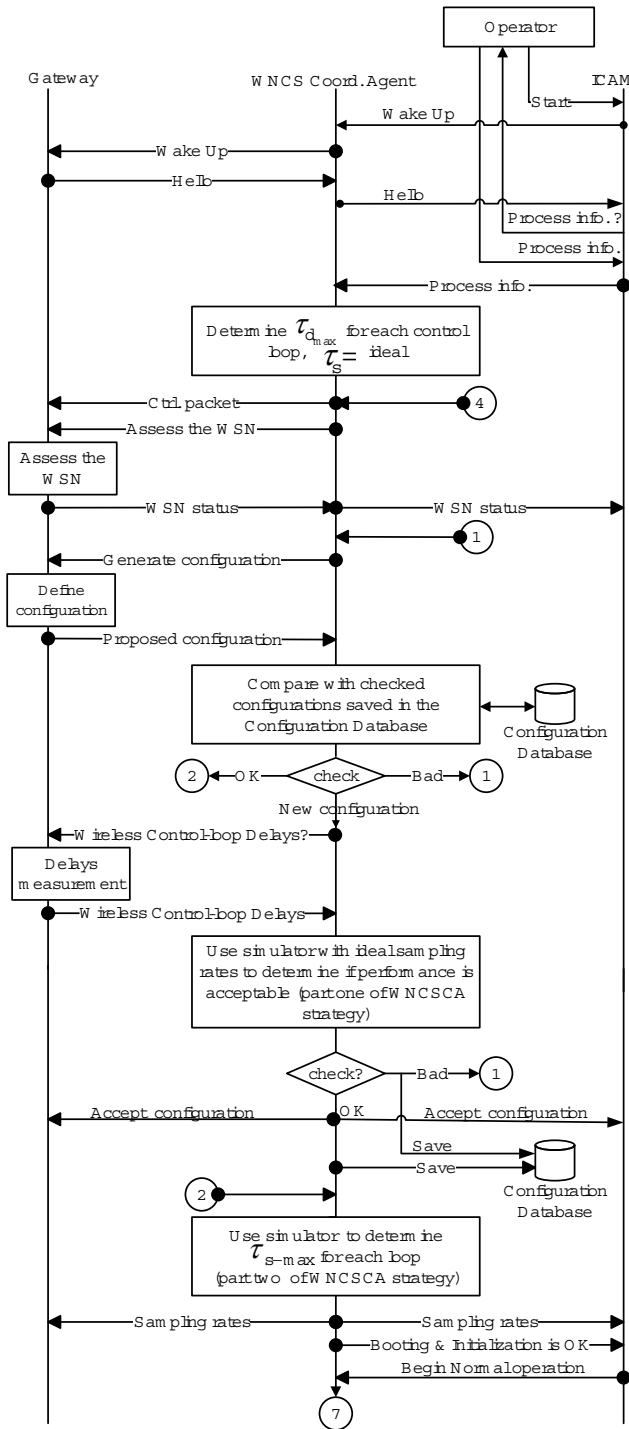 Operator
Gateway
WNCS Coord. Agent
ICAM
Start
Wake Up
Wake Up
Hello
Hello
Process info.?
Process info.
Process info.
Determine τdmax for each control
loop, τs = ideal
Ctrl. packet
4
Assess the WSN
Assess the
WSN
WSN status
WSN status
1
Generate configuration
Define
configuration
Proposed configuration
Compare with checked
configurations saved in the
Configuration Database
Configuration
Database
2
OK
check
Bad
1
New configuration
Wireless Control-loop Delays?
Delays
measurement
Wireless Control-loop Delays
Use simulator with ideal sampling
rates to determine if performance is
acceptable (part one of WNCSCA
strategy)
check?
Bad
1
OK
Accept configuration
Accept configuration
Save
Save
Configuration
Database
2
Use simulator to determine
τs-max for each loop
(part two of WNCSCA strategy)
Sampling rates
Sampling rates
Booting & Initialization is OK
Begin Normal operation
7